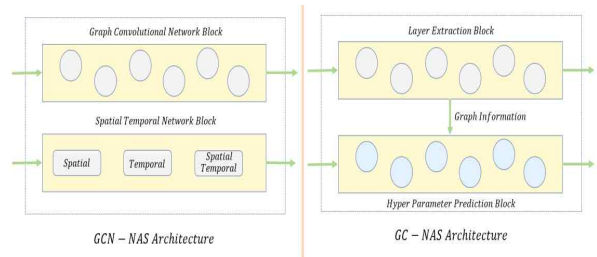 Graph Convolutional Network Block
Spatial Temporal Network Block
Spatial
Temporal
Spatial
Temporal
GCN − NAS Architecture
Layer Extraction Block
Graph Information
Hyper Parameter Prediction Block
GC − NAS Architecture